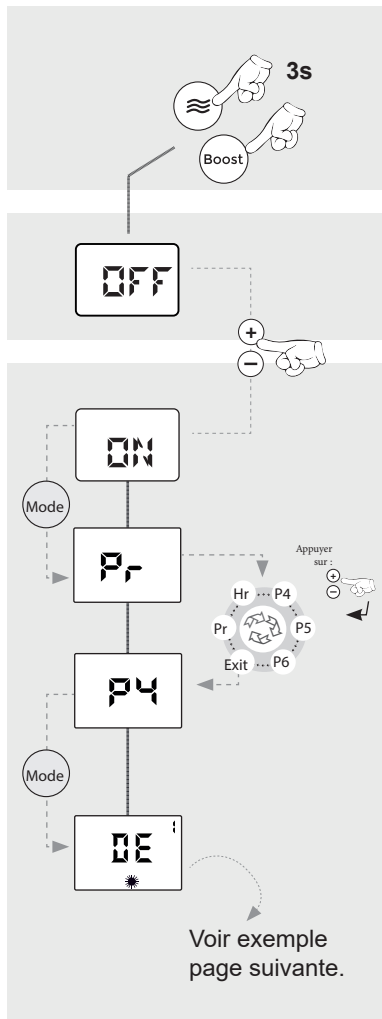 3s
Boost
OFF
+
−
ON
Mode
Pr
Appuyer
sur :
+
−
Hr ... P4
Pr P5
Exit ... P6
P4
Mode
DE 1
Voir exemple
page suivante.